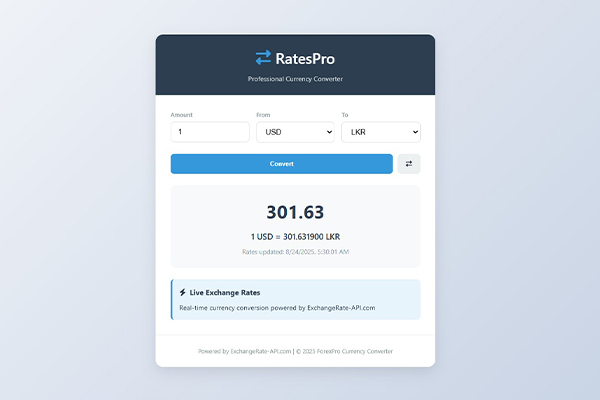 RatesPro
Professional Currency Converter
Amount From To
1 USD LKR
Convert
301.63
1 USD = 301.631900 LKR
Rates updated: 8/24/2025, 5:30:01 AM
Live Exchange Rates
Real-time currency conversion powered by ExchangeRate-API.com
Powered by ExchangeRate-API.com | © 2023 ForexPro Currency Converter